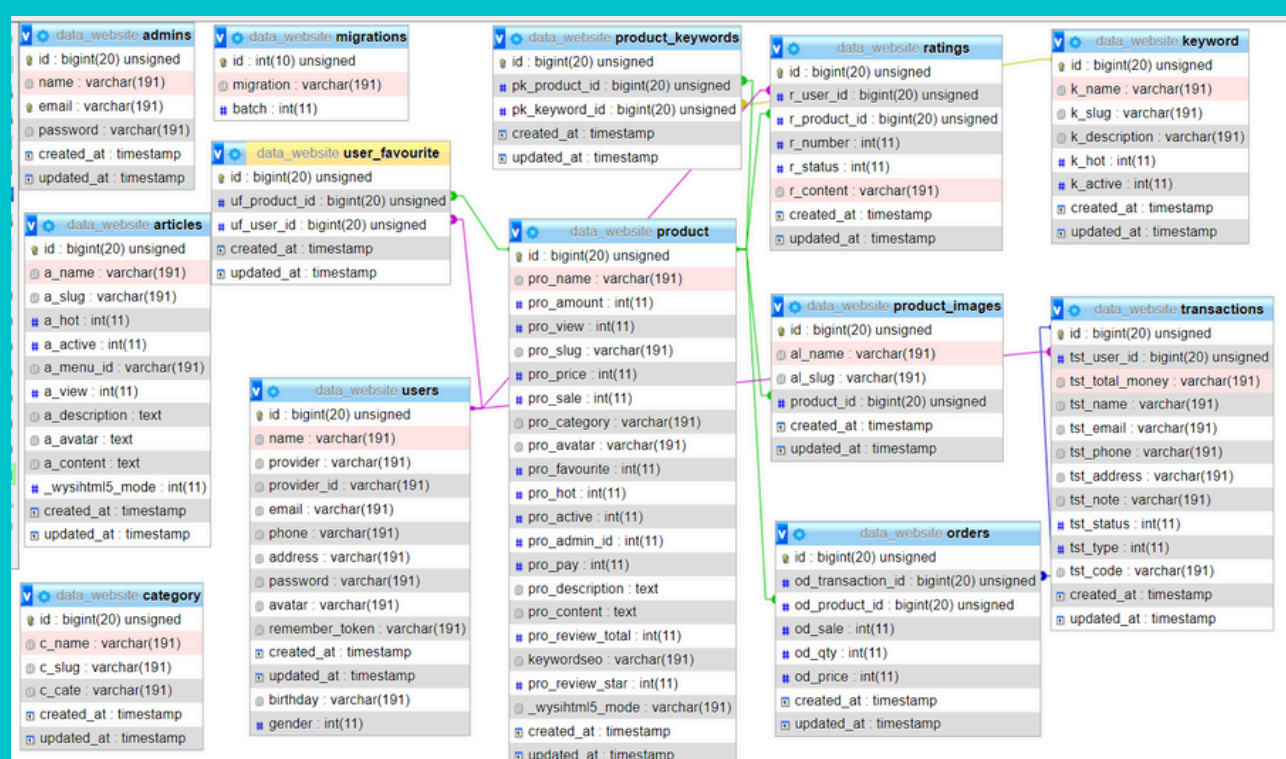 data_website admins
id : bigint(20) unsigned
name : varchar(191)
email : varchar(191)
password : varchar(191)
created_at : timestamp
updated_at : timestamp
data_website migrations
id : int(10) unsigned
migration : varchar(191)
batch : int(11)
data_website product_keywords
id : bigint(20) unsigned
pk_product_id : bigint(20) unsigned
pk_keyword_id : bigint(20) unsigned
created_at : timestamp
updated_at : timestamp
data_website ratings
id : bigint(20) unsigned
r_user_id : bigint(20) unsigned
r_product_id : bigint(20) unsigned
r_number : int(11)
r_status : int(11)
r_content : varchar(191)
created_at : timestamp
updated_at : timestamp
data_website keyword
id : bigint(20) unsigned
k_name : varchar(191)
k_slug : varchar(191)
k_description : varchar(191)
k_hot : int(11)
k_active : int(11)
created_at : timestamp
updated_at : timestamp
data_website user_favourite
id : bigint(20) unsigned
uf_product_id : bigint(20) unsigned
uf_user_id : bigint(20) unsigned
created_at : timestamp
updated_at : timestamp
data_website articles
id : bigint(20) unsigned
a_name : varchar(191)
a_slug : varchar(191)
a_hot : int(11)
a_active : int(11)
a_menu_id : varchar(191)
a_view : int(11)
a_description : text
a_avatar : text
a_content : text
_wysihtml5_mode : int(11)
created_at : timestamp
updated_at : timestamp
data_website product
id : bigint(20) unsigned
pro_name : varchar(191)
pro_amount : int(11)
pro_view : int(11)
pro_slug : varchar(191)
pro_price : int(11)
pro_sale : int(11)
pro_category : varchar(191)
pro_avatar : varchar(191)
pro_favourite : int(11)
pro_hot : int(11)
pro_active : int(11)
pro_admin_id : int(11)
pro_pay : int(11)
pro_description : text
pro_content : text
pro_review_total : int(11)
keywordseo : varchar(191)
pro_review_star : int(11)
_wysihtml5_mode : varchar(191)
created_at : timestamp
updated_at : timestamp
data_website product_images
id : bigint(20) unsigned
al_name : varchar(191)
al_slug : varchar(191)
product_id : bigint(20) unsigned
created_at : timestamp
updated_at : timestamp
data_website transactions
id : bigint(20) unsigned
tst_user_id : bigint(20) unsigned
tst_total_money : varchar(191)
tst_name : varchar(191)
tst_email : varchar(191)
tst_phone : varchar(191)
tst_address : varchar(191)
tst_note : varchar(191)
tst_status : int(11)
tst_type : int(11)
tst_code : varchar(191)
created_at : timestamp
updated_at : timestamp
data_website users
id : bigint(20) unsigned
name : varchar(191)
provider : varchar(191)
provider_id : varchar(191)
email : varchar(191)
phone : varchar(191)
address : varchar(191)
password : varchar(191)
avatar : varchar(191)
remember_token : varchar(191)
created_at : timestamp
updated_at : timestamp
birthday : varchar(191)
gender : int(11)
data_website orders
id : bigint(20) unsigned
od_transaction_id : bigint(20) unsigned
od_product_id : bigint(20) unsigned
od_sale : int(11)
od_qty : int(11)
od_price : int(11)
created_at : timestamp
updated_at : timestamp
data_website category
id : bigint(20) unsigned
c_name : varchar(191)
c_slug : varchar(191)
c_cate : varchar(191)
created_at : timestamp
updated_at : timestamp